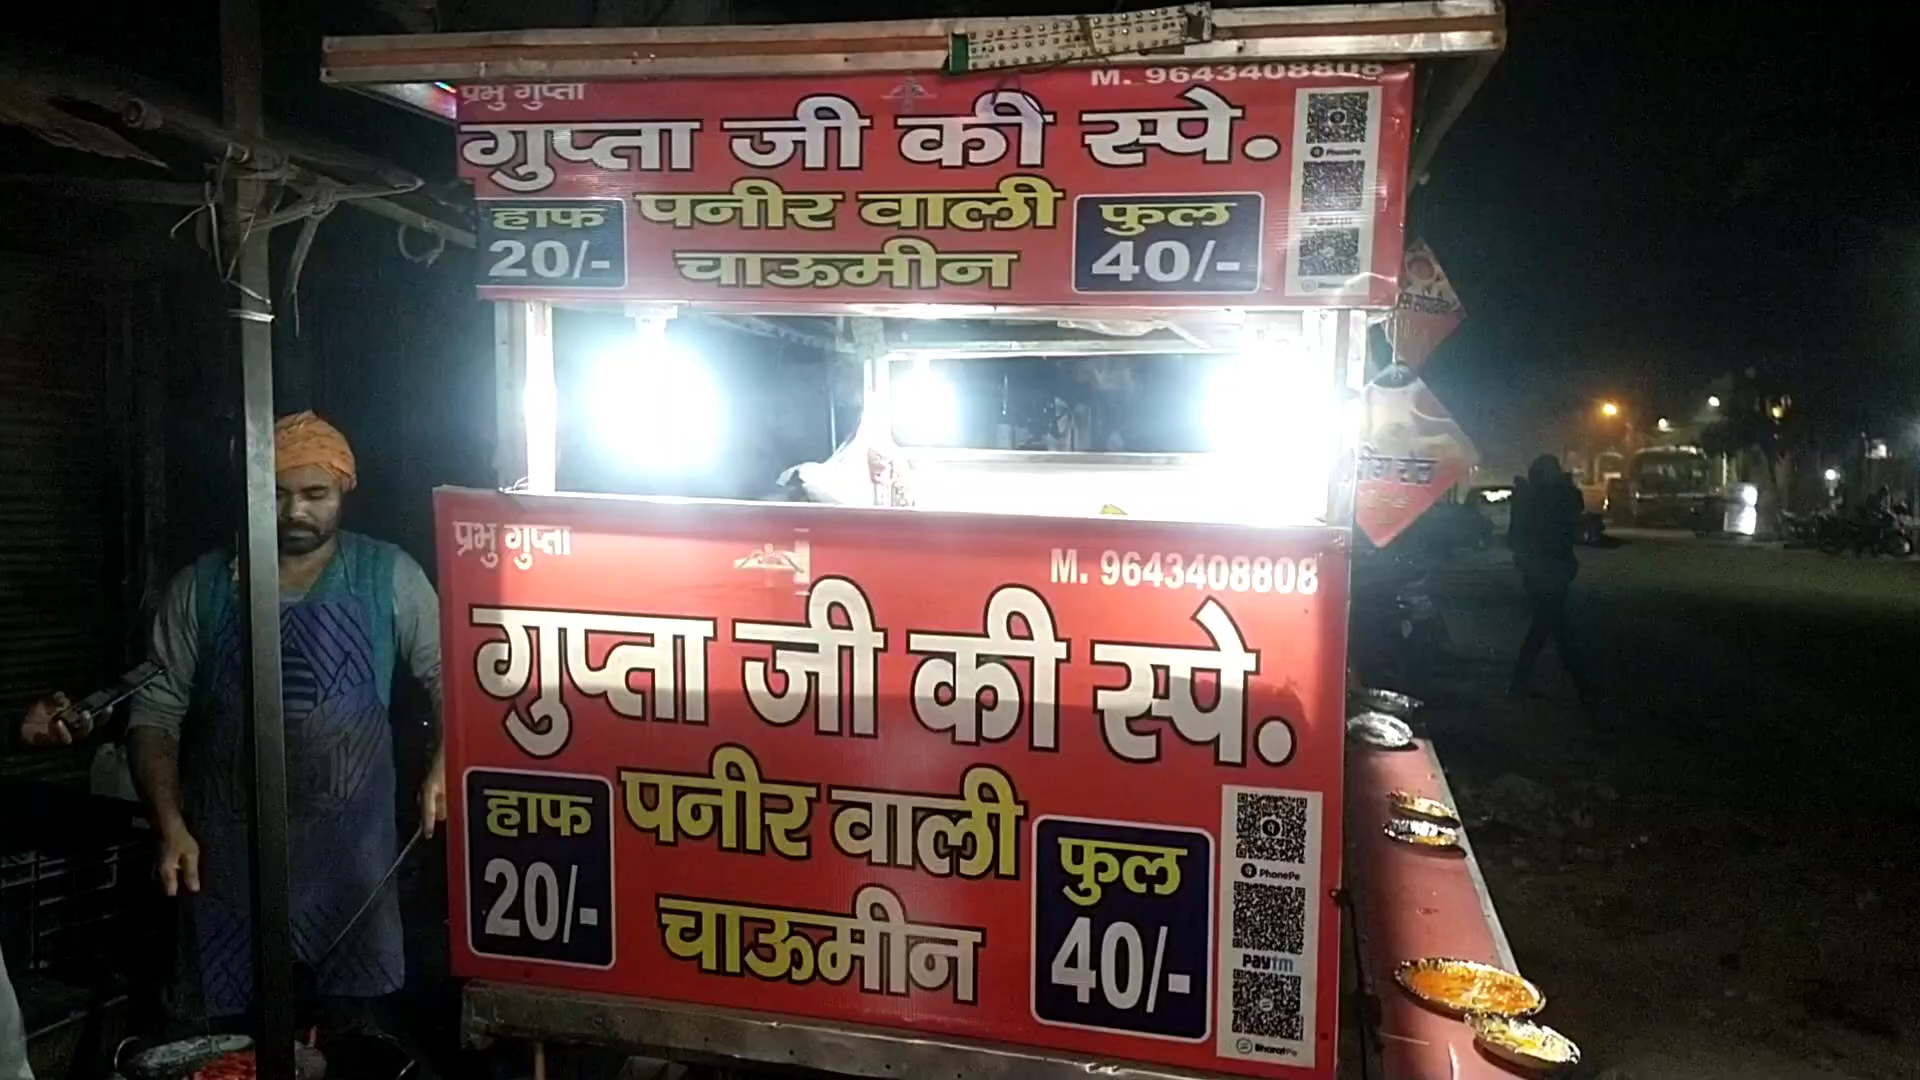 प्रभु गुप्ता
M. 9643408808
गुप्ता जी की स्पे.
हाफ
20/-
पनीर वाली
चाऊमीन
फुल
40/-
PhonePe
Paytm
प्रभु गुप्ता
M. 9643408808
गुप्ता जी की स्पे.
हाफ
20/-
पनीर वाली
चाऊमीन
फुल
40/-
PhonePe
Paytm
BharatPe